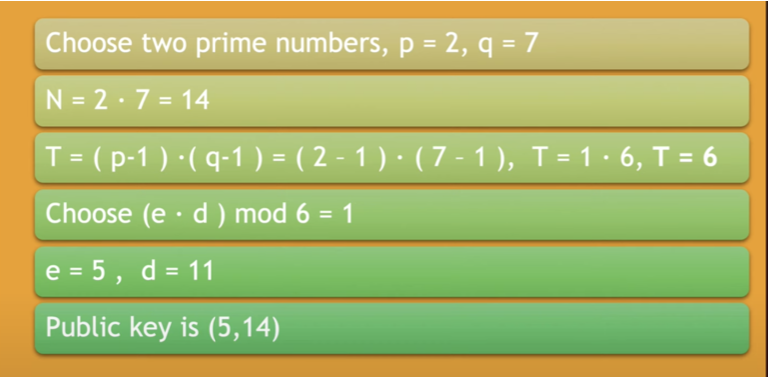 Choose two prime numbers, p = 2, q = 7
N = 2 · 7 = 14
T = ( p-1 ) ·( q-1 ) = ( 2 - 1 ) · ( 7 - 1 ), T = 1 · 6, T = 6
Choose (e · d ) mod 6 = 1
e = 5 , d = 11
Public key is (5,14)